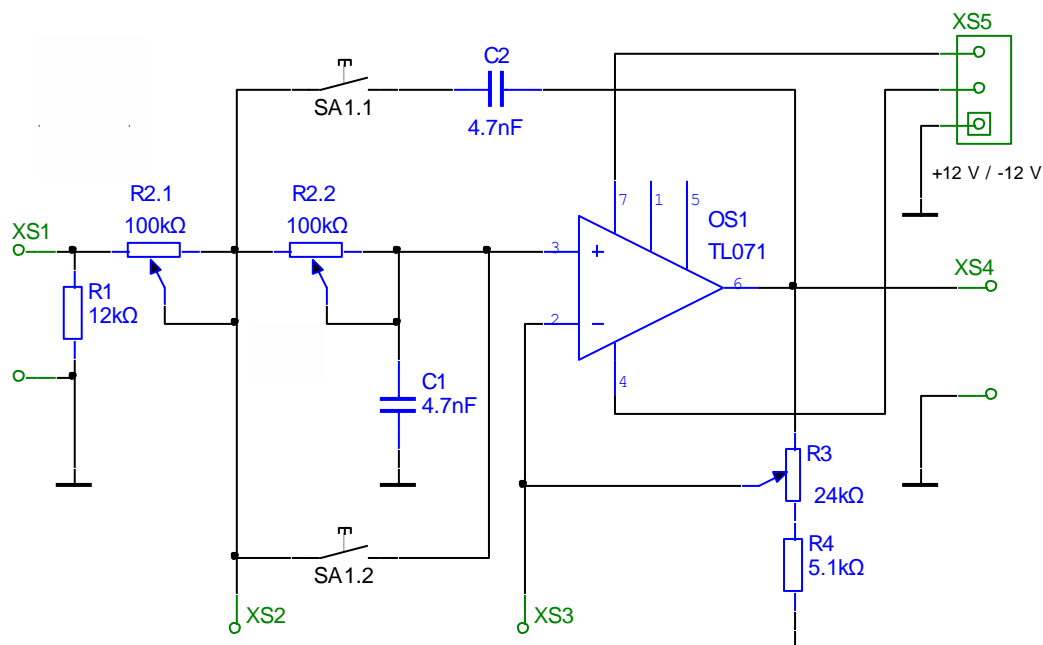 XS5
C2
SA1.1
4.7nF
+12 V / -12 V
R2.1
R2.2
7
1
5
OS1
100kΩ
100kΩ
TL071
XS1
3
+
XS4
6
R1
12kΩ
2
−
4
C1
4.7nF
R3
24kΩ
R4
5.1kΩ
SA1.2
XS2
XS3